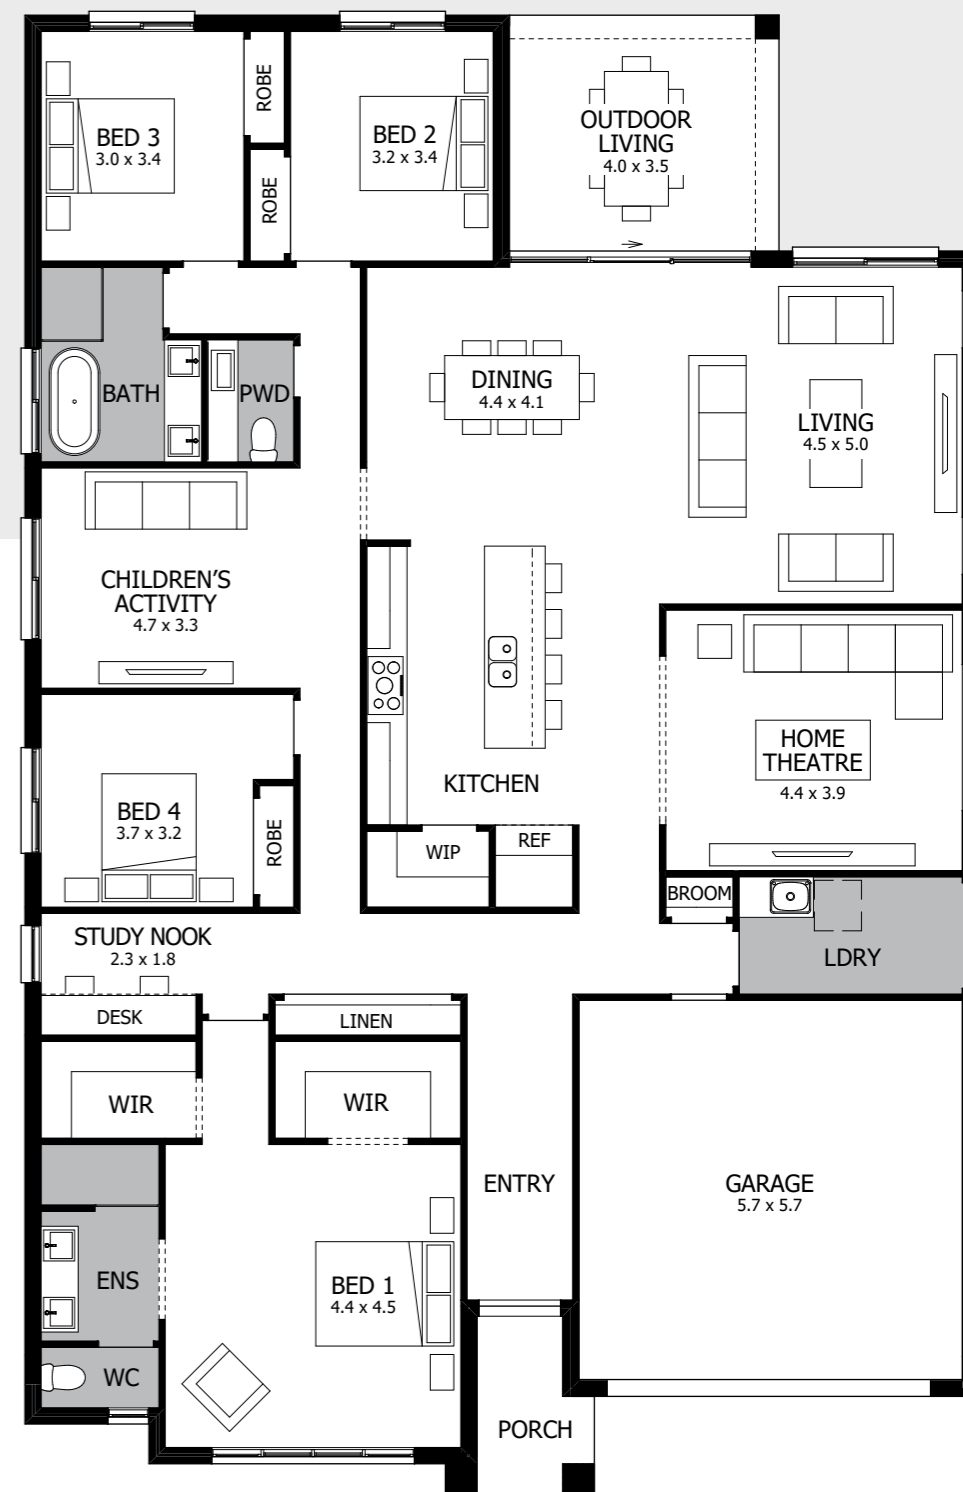 ROBE
BED 3
3.0 x 3.4
BED 2
3.2 x 3.4
ROBE
OUTDOOR
LIVING
4.0 x 3.5
BATH
PWD
DINING
4.4 x 4.1
LIVING
4.5 x 5.0
CHILDREN'S
ACTIVITY
4.7 x 3.3
HOME
THEATRE
4.4 x 3.9
KITCHEN
BED 4
3.7 x 3.2
ROBE
WIP
REF
BROOM
STUDY NOOK
2.3 x 1.8
LDRY
DESK
LINEN
WIR
WIR
ENTRY
GARAGE
5.7 x 5.7
ENS
BED 1
4.4 x 4.5
WC
PORCH